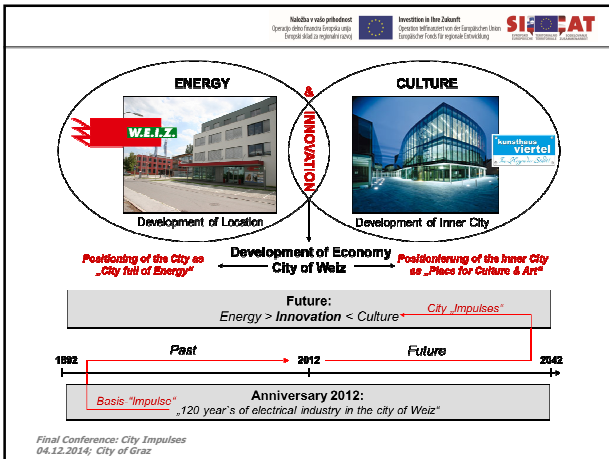 Naložba v vašo prihodnost
Operacijo delno financira Evropska unija
Evropski sklad za regionalni razvoj
Investition in Ihre Zukunft
Operation teilfinanziert von der Europäischen Union
Europäischer Fonds für regionale Entwicklung
ENERGY
CULTURE
& INNOVATION
W.E.I.Z.
kunsthaus
viertel
Development of Location
Development of Inner City
Positioning of the City as
„City full of Energy“
Development of Economy
City of Weiz
Positionierung of the Inner City
as „Place for Culture & Art“
Future:
Energy > Innovation < Culture
City „Impulses“
Past
Future
1892
2012
2042
Basis-"Impulse“
Anniversary 2012:
„120 year`s of electrical industry in the city of Weiz“
Final Conference: City Impulses
04.12.2014; City of Graz